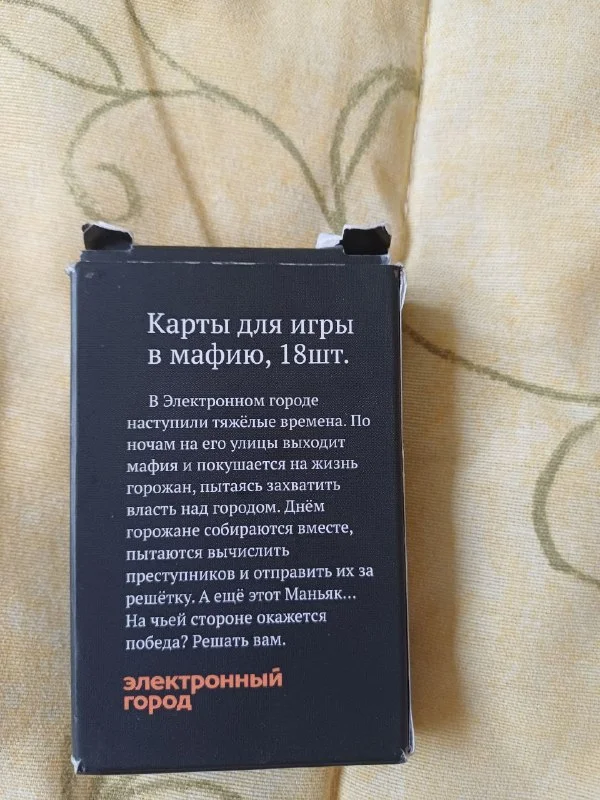 Карты для игры
в мафию, 18шт.
В Электронном городе
наступили тяжёлые времена. По
ночам на его улицы выходит
мафия и покушается на жизнь
горожан, пытаясь захватить
власть над городом. Днём
горожане собираются вместе,
пытаются вычислить
преступников и отправить их за
решётку. А ещё этот Маньяк...
На чьей стороне окажется
победа? Решать вам.
электронный
город